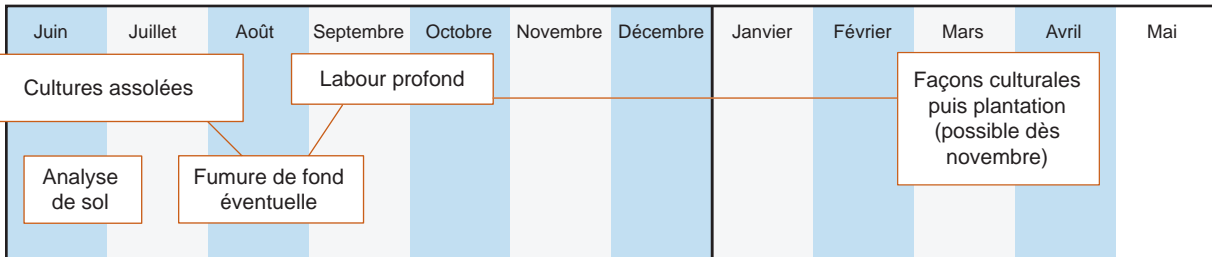 Juin Juillet Août Septembre Octobre Novembre Décembre Janvier Février Mars Avril Mai
Cultures assolées
Labour profond
Façons culturales
puis plantation
(possible dès
novembre)
Analyse
de sol
Fumure de fond
éventuelle